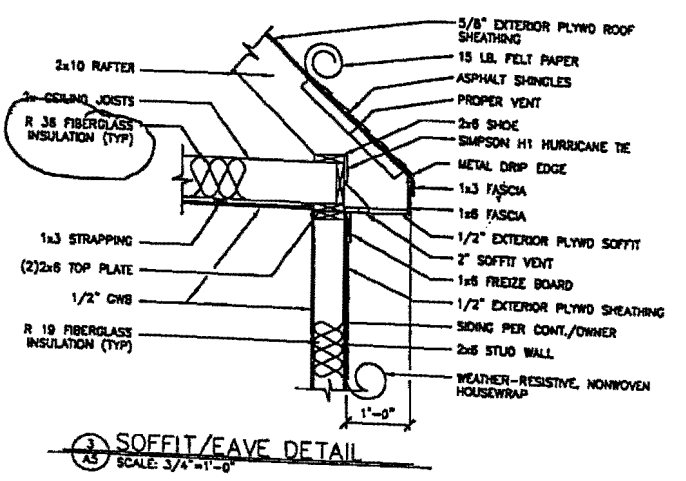 5/8" EXTERIOR PLYWD ROOF
SHEATHING
15 LB. FELT PAPER
ASPHALT SHINGLES
PROPER VENT
2x6 SHOE
SIMPSON H1 HURRICANE TIE
METAL DRIP EDGE
1x3 FASCIA
1x6 FASCIA
1/2" EXTERIOR PLYWD SOFFIT
2" SOFFIT VENT
1x6 FREIZE BOARD
1/2" EXTERIOR PLYWD SHEATHING
SIDING PER CONT./OWNER
2x6 STUD WALL
WEATHER-RESISTIVE, NONWOVEN
HOUSEWRAP
2x10 RAFTER
CEILING JOISTS
R 38 FIBERGLASS
INSULATION (TYP)
1x3 STRAPPING
(2)2x6 TOP PLATE
1/2" GWB
R 19 FIBERGLASS
INSULATION (TYP)
1'-0"
3
A5
SOFFIT/EAVE DETAIL
SCALE: 3/4"=1'-0"